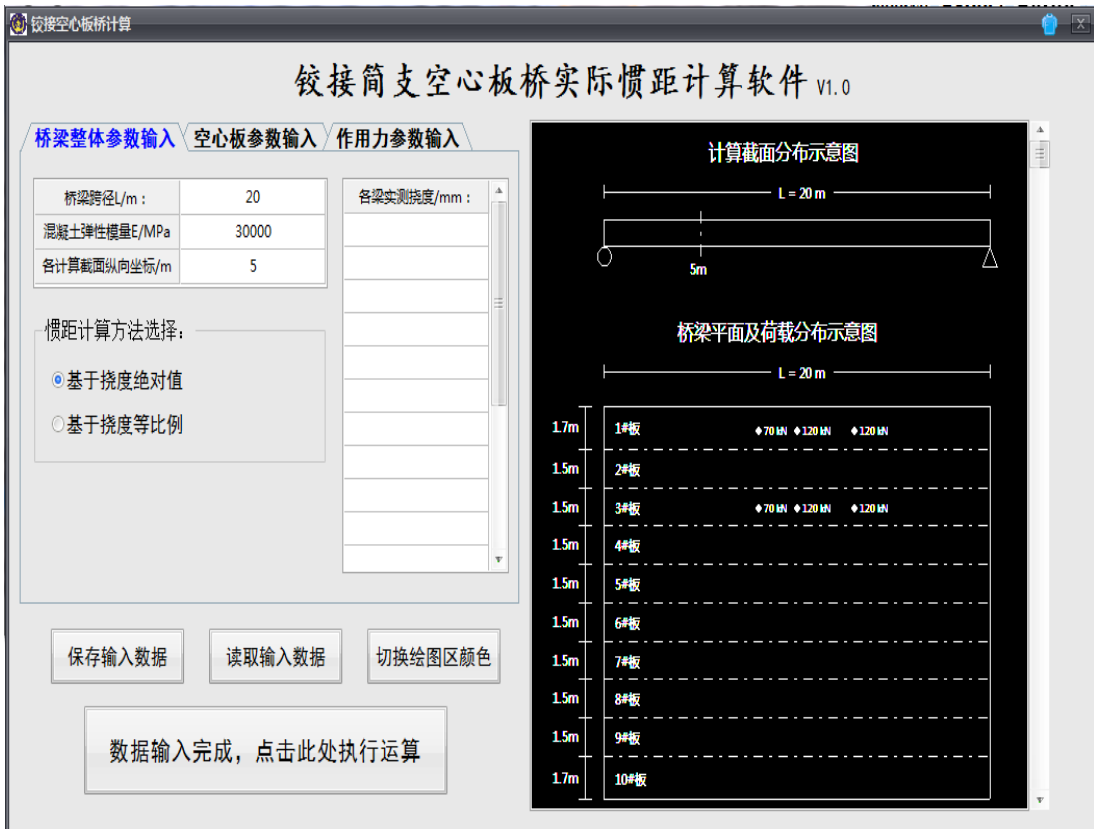 铰接空心板桥计算
铰接简支空心板桥实际惯距计算软件 V1.0
桥梁整体参数输入 空心板参数输入 作用力参数输入
桥梁跨径L/m： 20
混凝土弹性模量E/MPa 30000
各计算截面纵向坐标/m 5
各梁实测挠度/mm：
惯距计算方法选择：
基于挠度绝对值
基于挠度等比例
保存输入数据 读取输入数据 切换绘图区颜色
数据输入完成，点击此处执行运算
计算截面分布示意图
L = 20 m
5m
桥梁平面及荷载分布示意图
L = 20 m
1.7m 1#板 ◆70 kN ◆120 kN ◆120 kN
1.5m 2#板
1.5m 3#板 ◆70 kN ◆120 kN ◆120 kN
1.5m 4#板
1.5m 5#板
1.5m 6#板
1.5m 7#板
1.5m 8#板
1.5m 9#板
1.7m 10#板